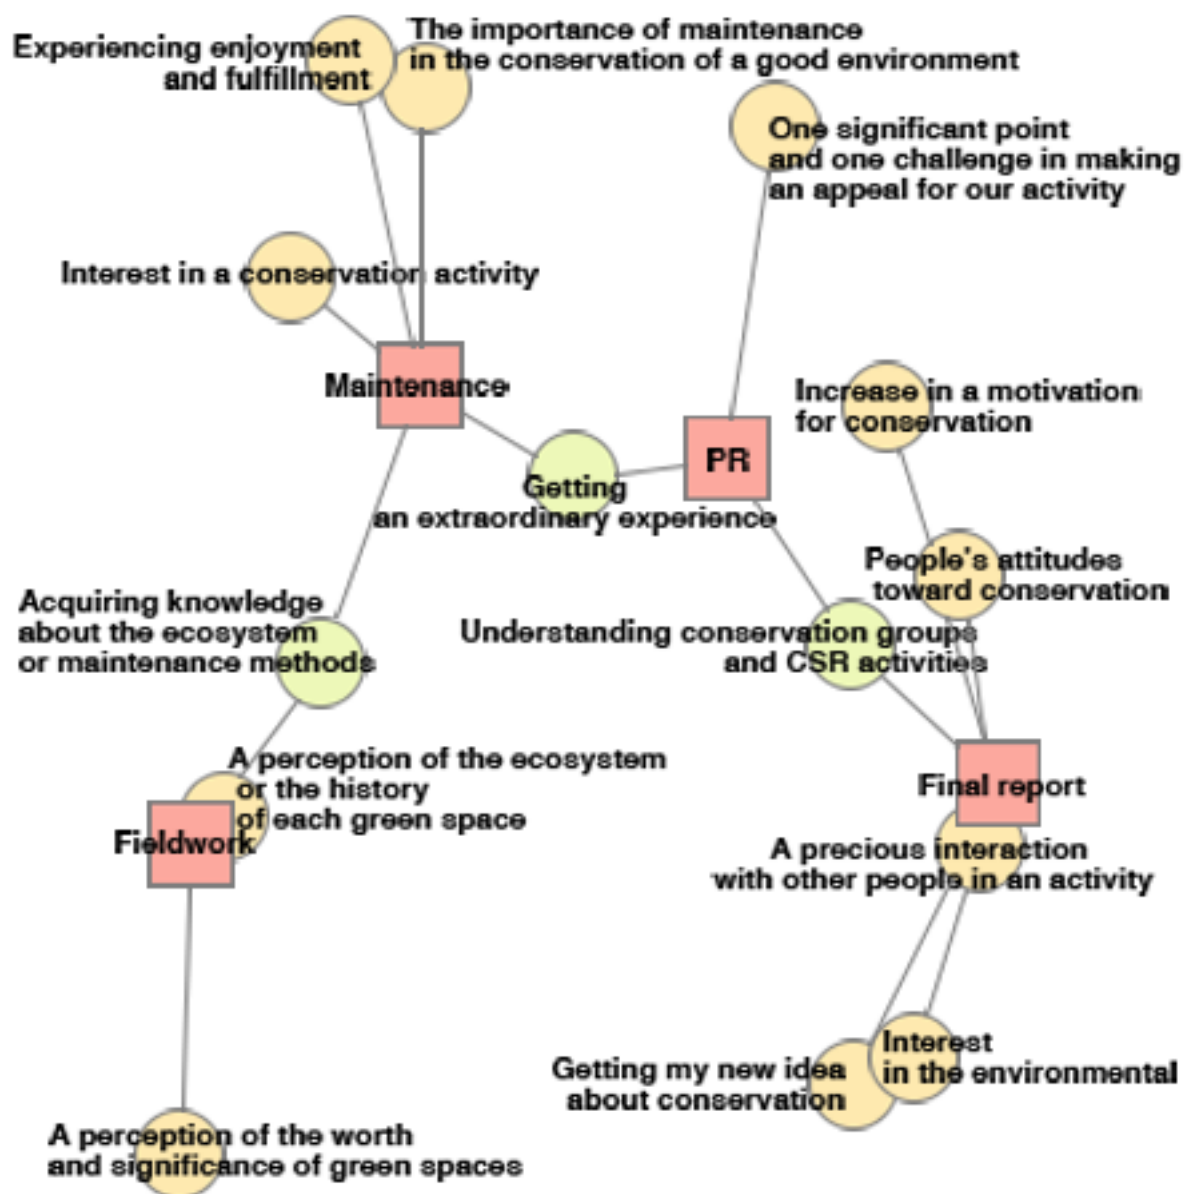 Experiencing enjoyment
and fulfillment
The importance of maintenance
in the conservation of a good environment
One significant point
and one challenge in making
an appeal for our activity
Interest in a conservation activity
Maintenance
Increase in a motivation
for conservation
PR
Getting
an extraordinary experience
People's attitudes
toward conservation
Acquiring knowledge
about the ecosystem
or maintenance methods
Understanding conservation groups
and CSR activities
A perception of the ecosystem
or the history
of each green space
Fieldwork
Final report
A precious interaction
with other people in an activity
Getting my new idea
about conservation
Interest
in the environmental
A perception of the worth
and significance of green spaces